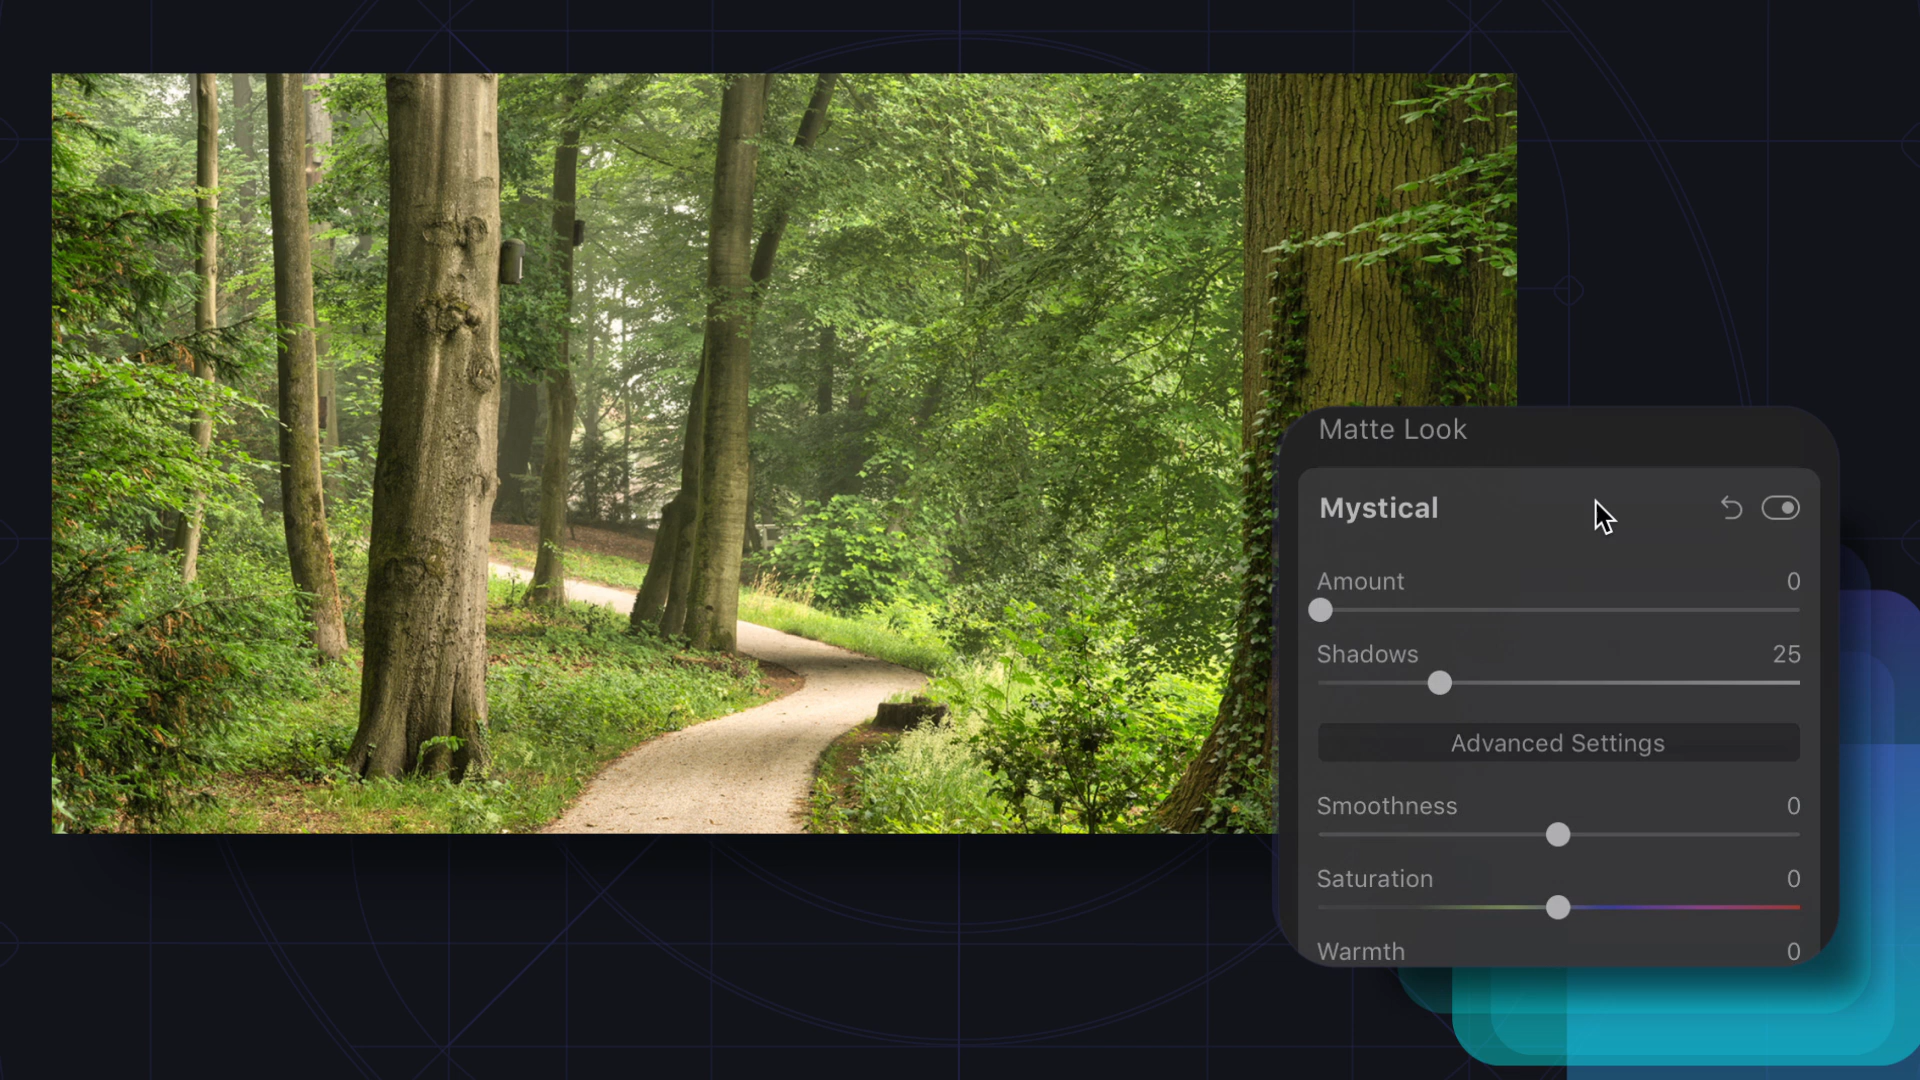 Matte Look
Mystical
Amount 0
Shadows 25
Advanced Settings
Smoothness 0
Saturation 0
Warmth 0